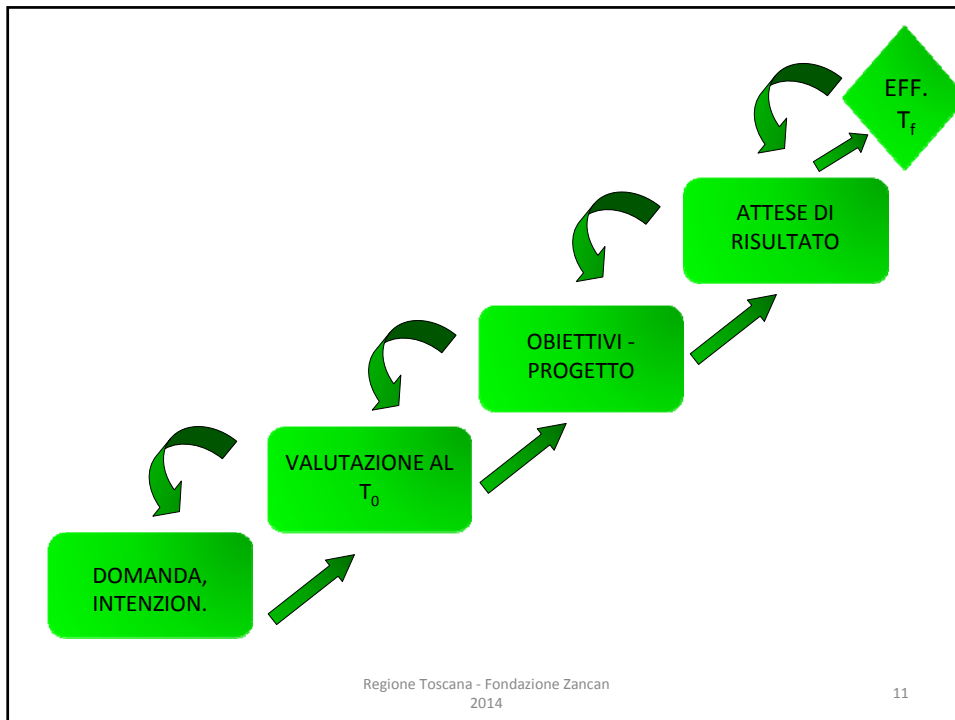 EFF.
Tf
ATTESE DI
RISULTATO
OBIETTIVI -
PROGETTO
VALUTAZIONE AL
T0
DOMANDA,
INTENZION.
Regione Toscana - Fondazione Zancan
2014
11